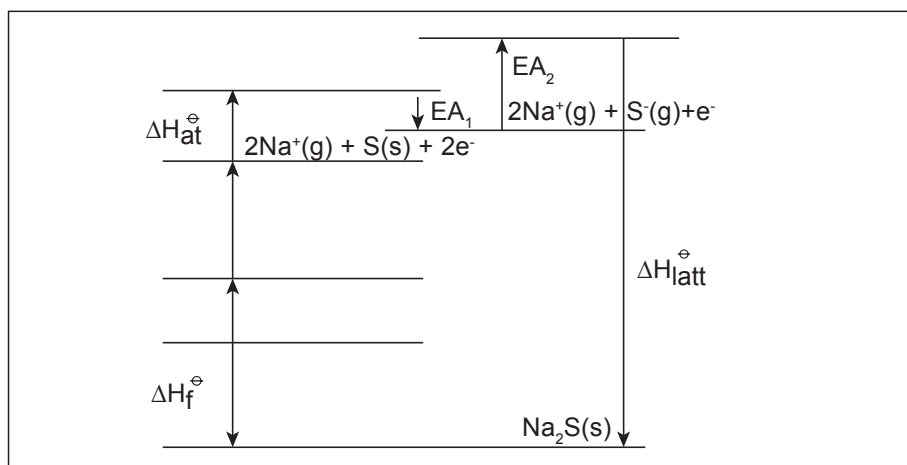 EA₂
2Na⁺(g) + S⁻(g)+e⁻
EA₁
ΔH⦵at
2Na⁺(g) + S(s) + 2e⁻
ΔH⦵latt
ΔH⦵f
Na₂S(s)